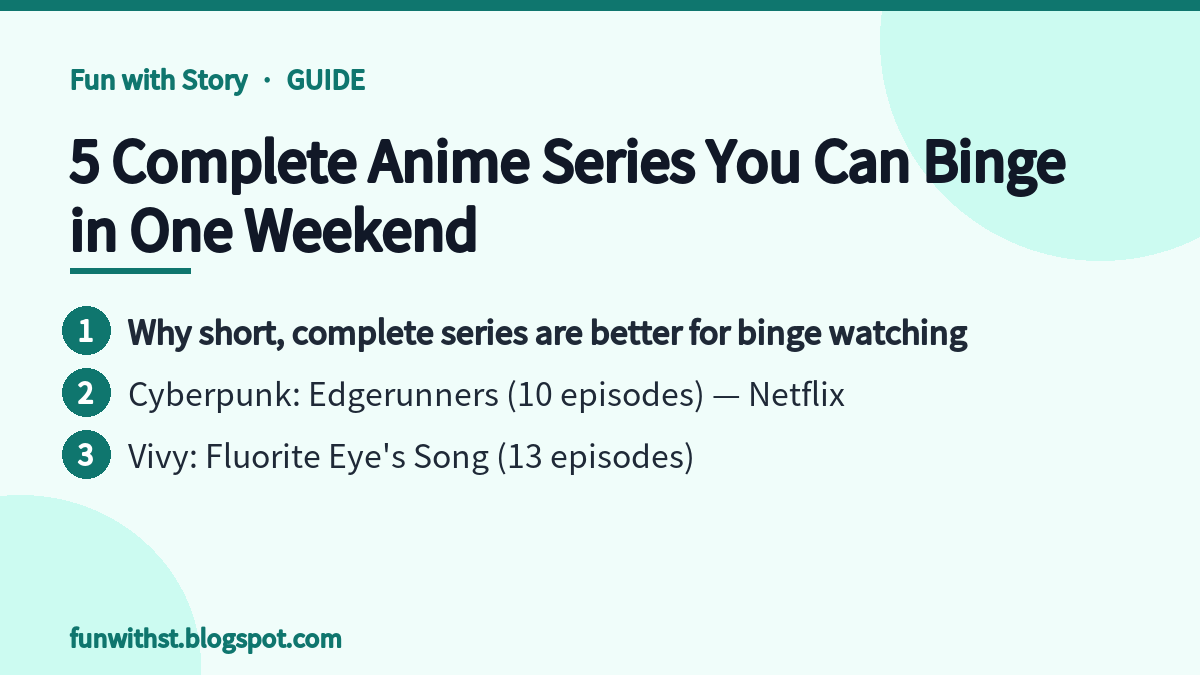 Fun with Story · GUIDE
5 Complete Anime Series You Can Binge
in One Weekend
1 Why short, complete series are better for binge watching
2 Cyberpunk: Edgerunners (10 episodes) — Netflix
3 Vivy: Fluorite Eye's Song (13 episodes)
funwithst.blogspot.com